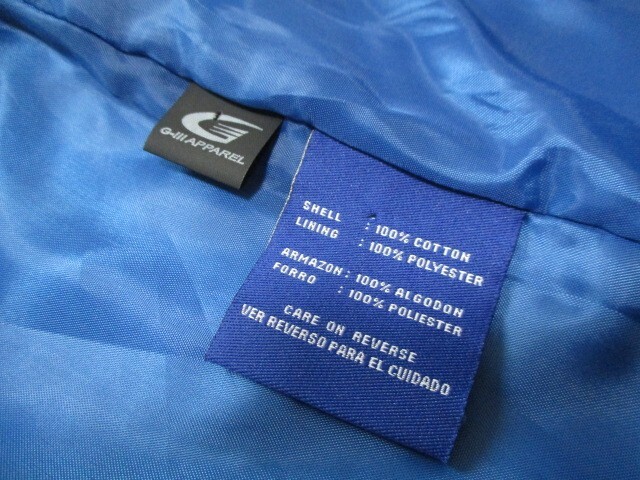 G-III APPAREL
SHELL : 100% COTTON
LINING : 100% POLYESTER
ARMAZON : 100% ALGODON
FORRO : 100% POLIESTER
CARE ON REVERSE
VER REVERSO PARA EL CUIDADO